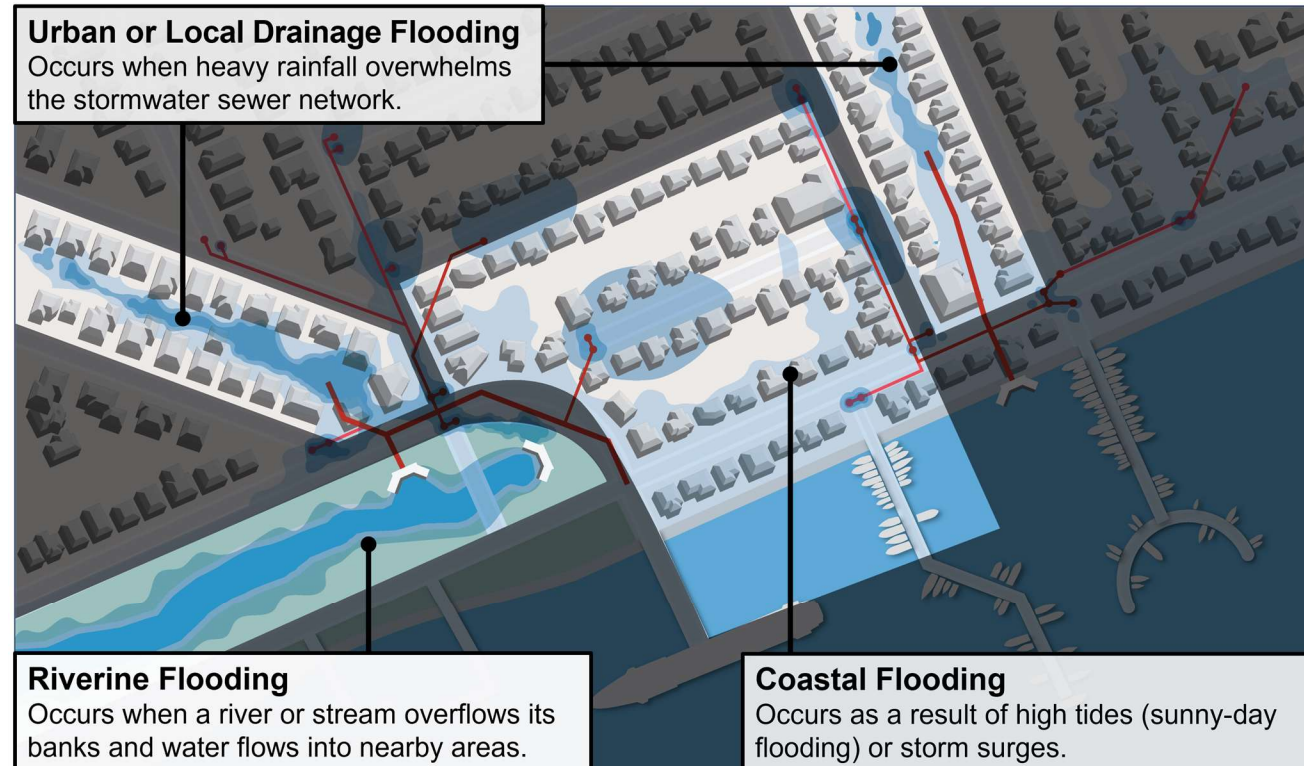 Urban or Local Drainage Flooding
Occurs when heavy rainfall overwhelms
the stormwater sewer network.
Riverine Flooding
Occurs when a river or stream overflows its
banks and water flows into nearby areas.
Coastal Flooding
Occurs as a result of high tides (sunny-day
flooding) or storm surges.